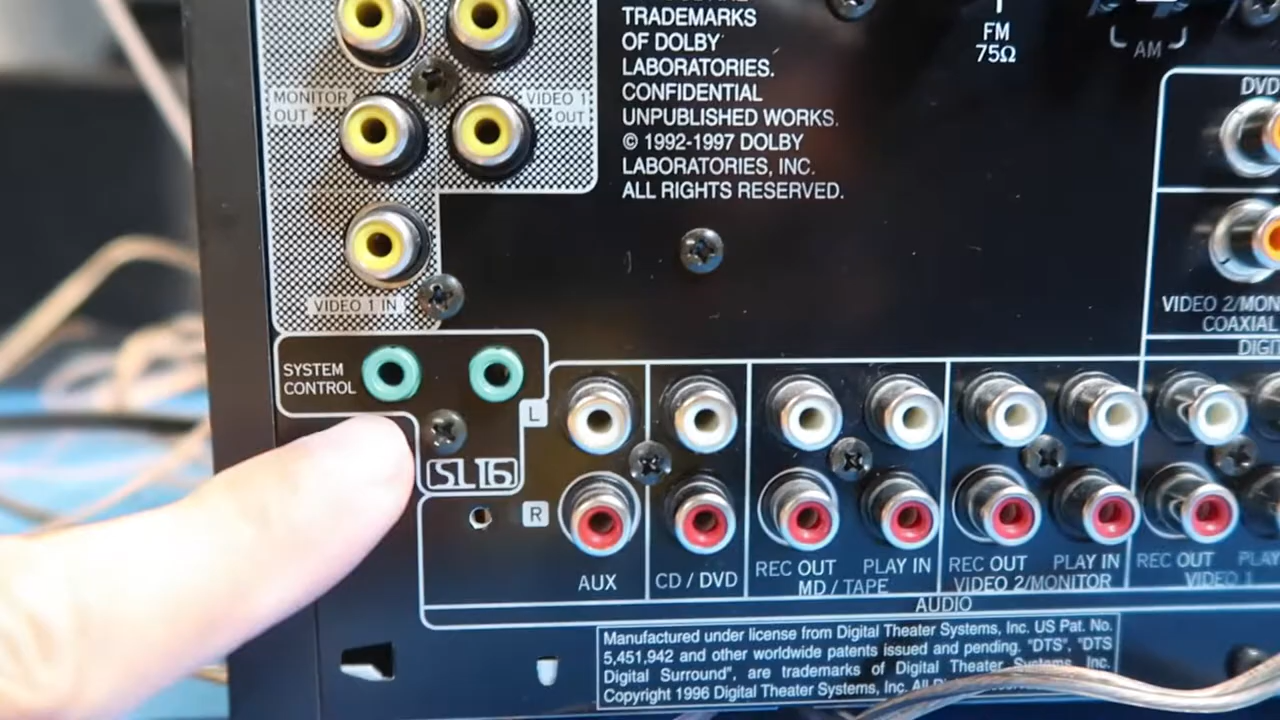 TRADEMARKS
OF DOLBY
LABORATORIES.
CONFIDENTIAL
UNPUBLISHED WORKS.
© 1992-1997 DOLBY
LABORATORIES, INC.
ALL RIGHTS RESERVED.
FM
75Ω
AM
MONITOR
OUT
VIDEO 1
OUT
VIDEO 1 IN
DVD
VIDEO 2/MON
COAXIAL
DIGIT
SYSTEM
CONTROL
L
SL16
R
AUX
CD / DVD
REC OUT PLAY IN
MD / TAPE
REC OUT PLAY IN
VIDEO 2/MONITOR
REC OUT PLAY
VIDEO 1
AUDIO
Manufactured under license from Digital Theater Systems, Inc. US Pat. No.
5,451,942 and other worldwide patents issued and pending. "DTS", "DTS
Digital Surround", are trademarks of Digital Theater Systems, Inc.
Copyright 1996 Digital Theater Systems, Inc. All